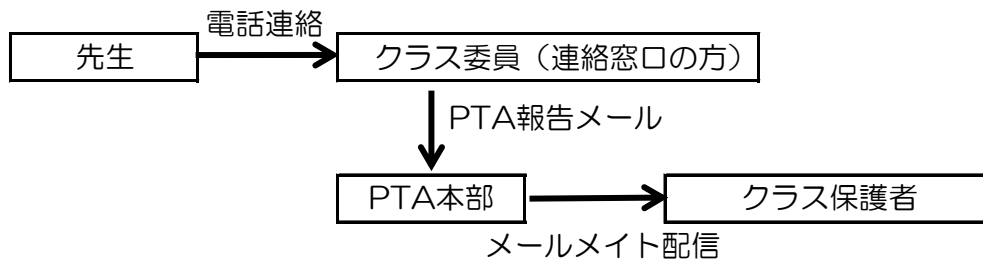 電話連絡
先生
クラス委員（連絡窓口の方）
PTA報告メール
PTA本部
クラス保護者
メールメイト配信